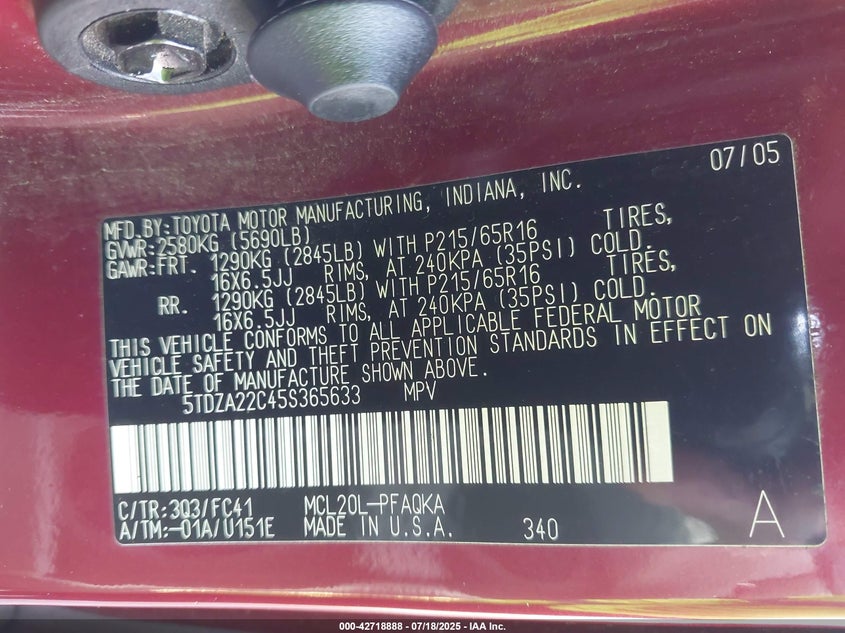 07/05
MFD.BY:TOYOTA MOTOR MANUFACTURING, INDIANA, INC.
GVWR:2580KG (5690LB)
GAWR:FRT. 1290KG (2845LB) WITH P215/65R16 TIRES,
16X6.5JJ RIMS, AT 240KPA (35PSI) COLD.
RR. 1290KG (2845LB) WITH P215/65R16 TIRES,
16X6.5JJ RIMS, AT 240KPA (35PSI) COLD.
THIS VEHICLE CONFORMS TO ALL APPLICABLE FEDERAL MOTOR
VEHICLE SAFETY AND THEFT PREVENTION STANDARDS IN EFFECT ON
THE DATE OF MANUFACTURE SHOWN ABOVE.
5TDZA22C45S365633 MPV
C/TR:3Q3/FC41 MCL20L-PFAQKA
A/TM:-01A/U151E MADE IN U.S.A. 340 A
000-42718888 - 07/18/2025 - IAA Inc.